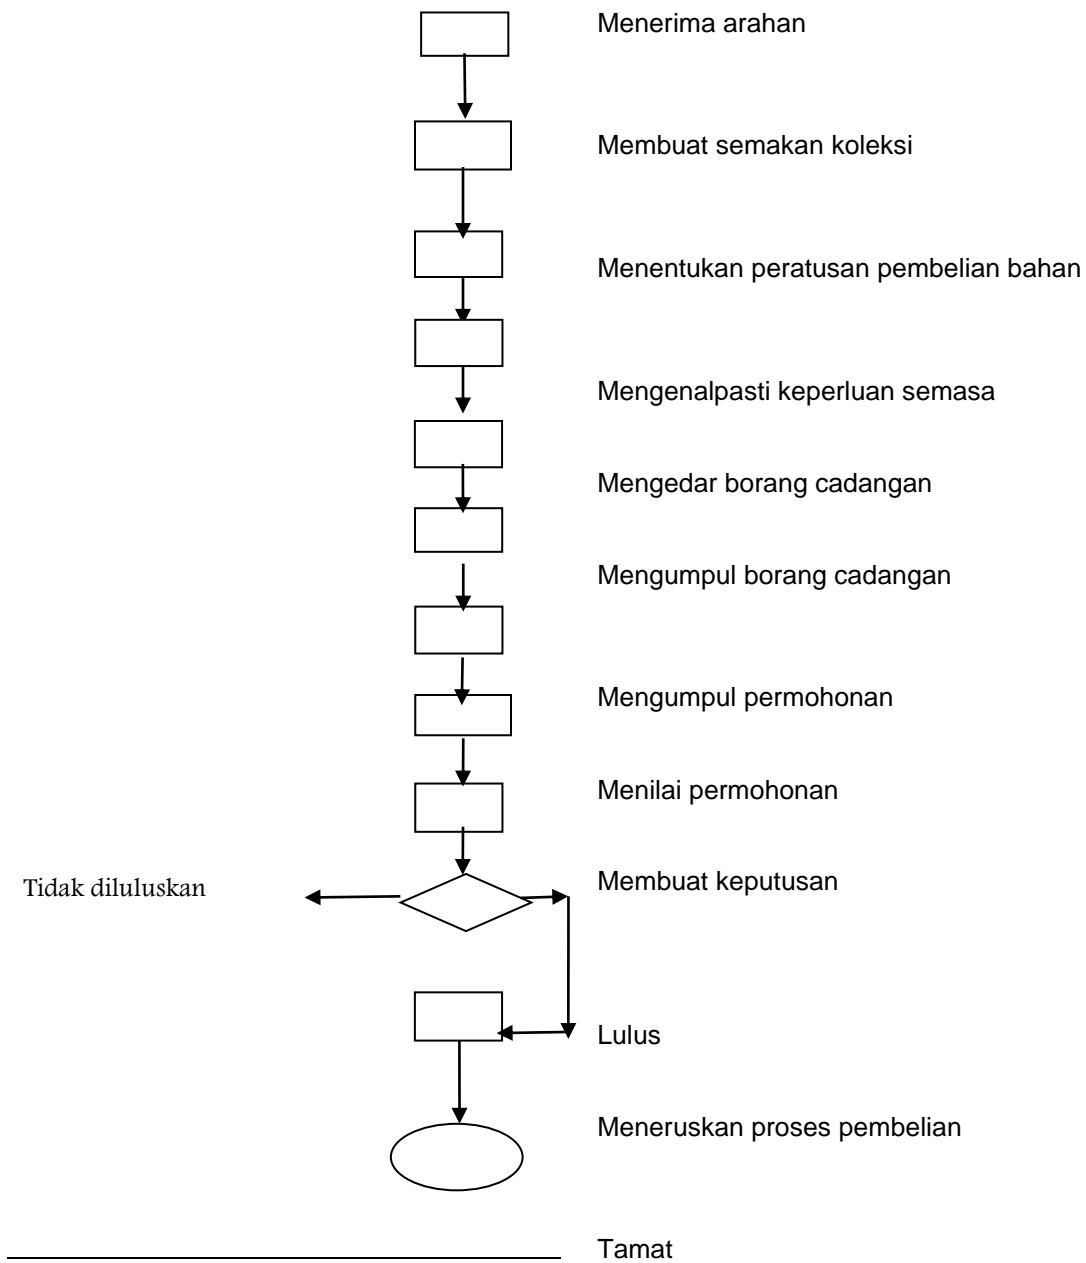 Menerima arahan
Membuat semakan koleksi
Menentukan peratusan pembelian bahan
Mengenalpasti keperluan semasa
Mengedar borang cadangan
Mengumpul borang cadangan
Mengumpul permohonan
Menilai permohonan
Tidak diluluskan
Membuat keputusan
Lulus
Meneruskan proses pembelian
Tamat